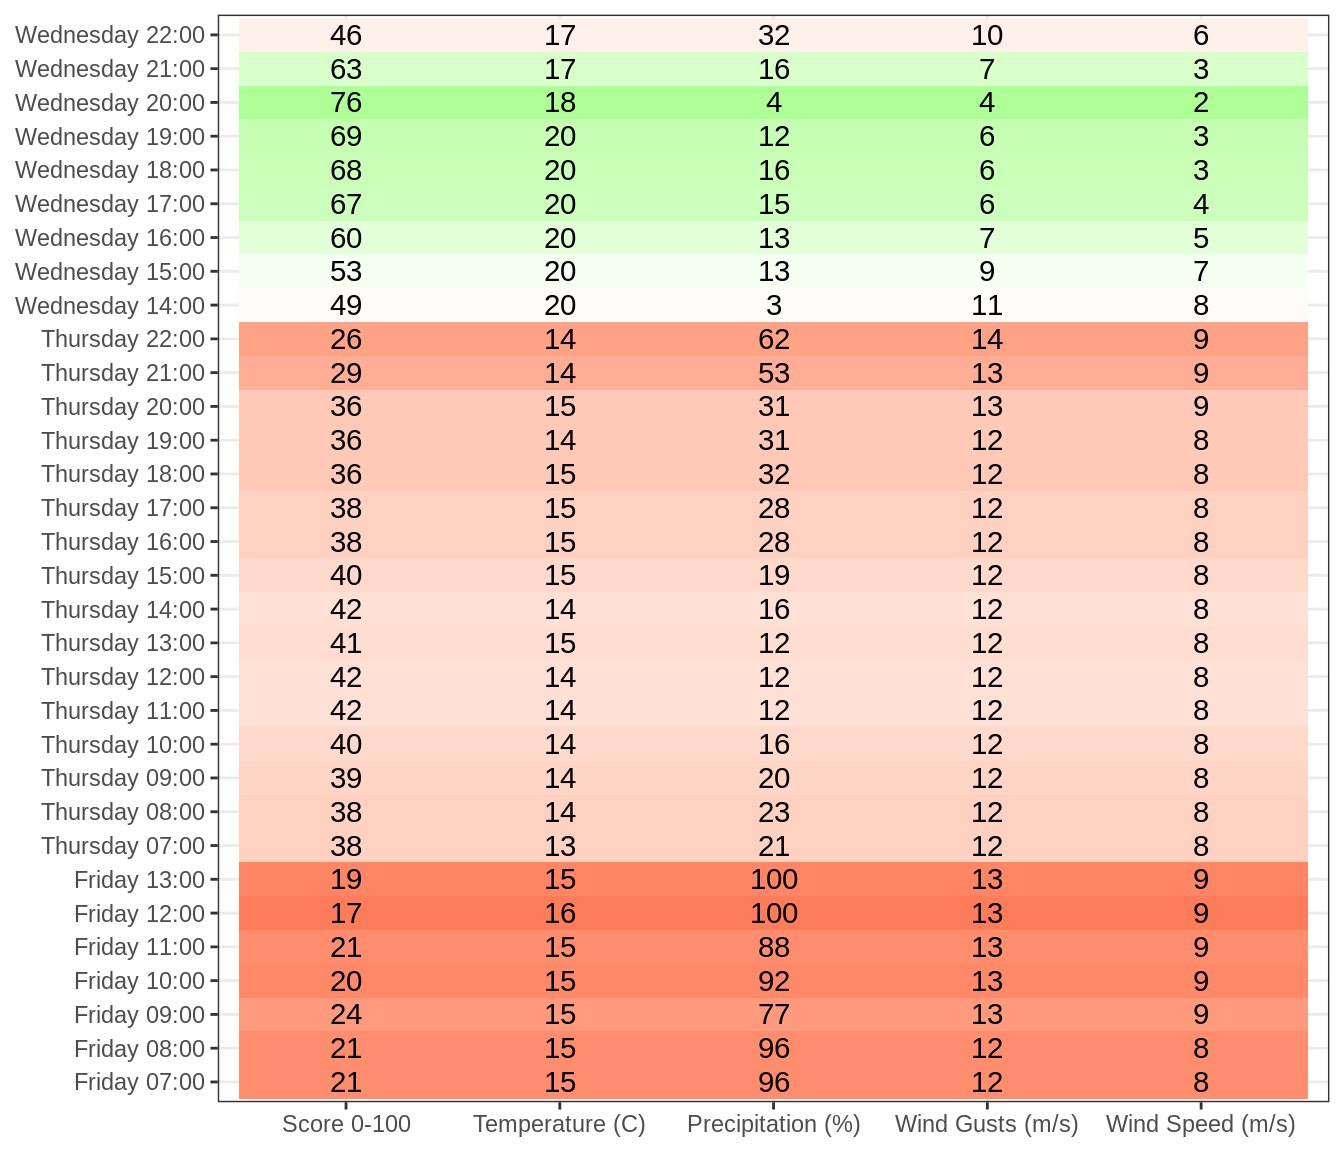 Wednesday 22:00 46 17 32 10 6
Wednesday 21:00 63 17 16 7 3
Wednesday 20:00 76 18 4 4 2
Wednesday 19:00 69 20 12 6 3
Wednesday 18:00 68 20 16 6 3
Wednesday 17:00 67 20 15 6 4
Wednesday 16:00 60 20 13 7 5
Wednesday 15:00 53 20 13 9 7
Wednesday 14:00 49 20 3 11 8
Thursday 22:00 26 14 62 14 9
Thursday 21:00 29 14 53 13 9
Thursday 20:00 36 15 31 13 9
Thursday 19:00 36 14 31 12 8
Thursday 18:00 36 15 32 12 8
Thursday 17:00 38 15 28 12 8
Thursday 16:00 38 15 28 12 8
Thursday 15:00 40 15 19 12 8
Thursday 14:00 42 14 16 12 8
Thursday 13:00 41 15 12 12 8
Thursday 12:00 42 14 12 12 8
Thursday 11:00 42 14 12 12 8
Thursday 10:00 40 14 16 12 8
Thursday 09:00 39 14 20 12 8
Thursday 08:00 38 14 23 12 8
Thursday 07:00 38 13 21 12 8
Friday 13:00 19 15 100 13 9
Friday 12:00 17 16 100 13 9
Friday 11:00 21 15 88 13 9
Friday 10:00 20 15 92 13 9
Friday 09:00 24 15 77 13 9
Friday 08:00 21 15 96 12 8
Friday 07:00 21 15 96 12 8
Score 0-100 Temperature (C) Precipitation (%) Wind Gusts (m/s) Wind Speed (m/s)